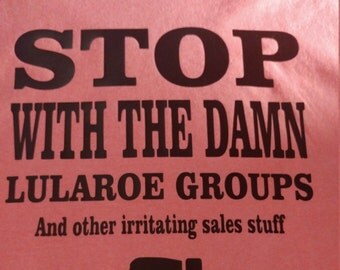 STOP
WITH THE DAMN
LULAROE GROUPS
And other irritating sales stuff